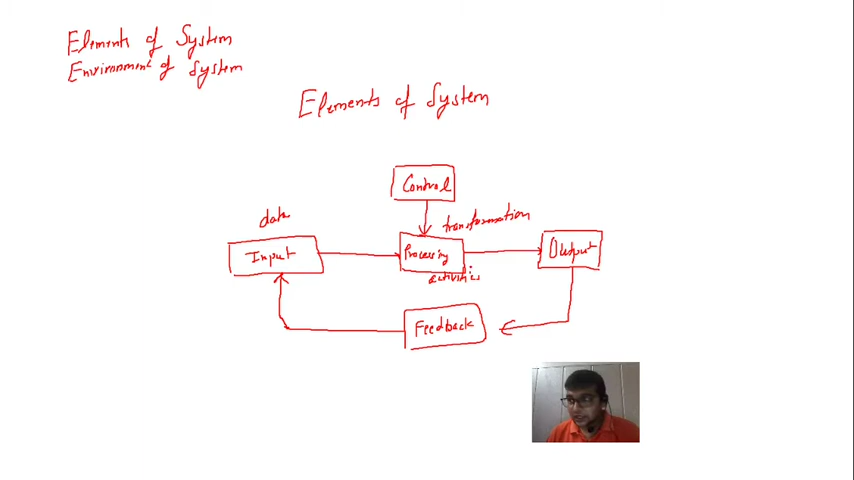 Elements of System
Environment of System
Elements of System
Control
data
transformation
Input
Processing
Output
activities
Feedback